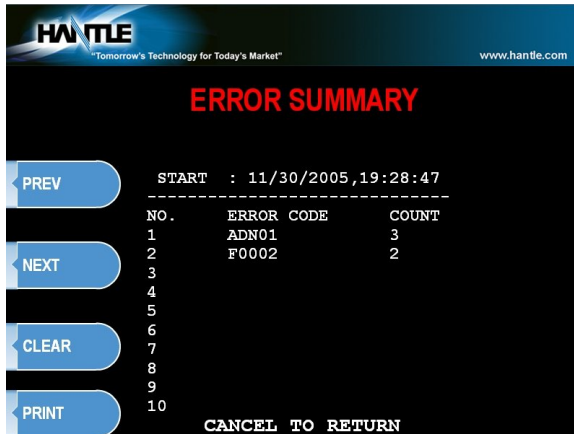 HANTLE
"Tomorrow's Technology for Today's Market"
www.hantle.com
ERROR SUMMARY
PREV
NEXT
CLEAR
PRINT
START : 11/30/2005,19:28:47
------------------------------
NO. ERROR CODE COUNT
1 ADN01 3
2 F0002 2
3
4
5
6
7
8
9
10
CANCEL TO RETURN